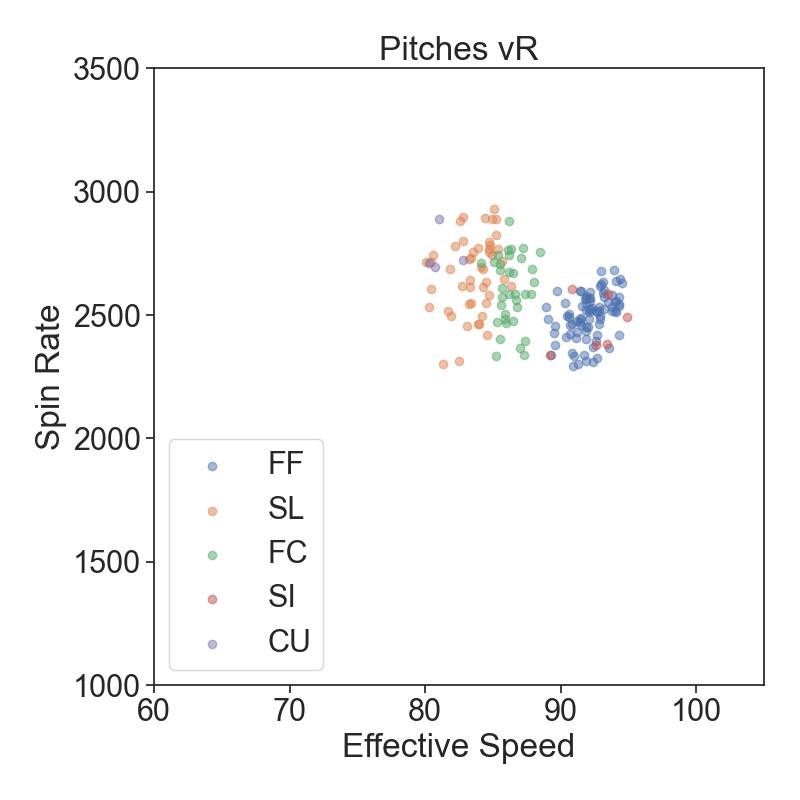 Pitches vR
3500
3000
2500
2000
1500
1000
Spin Rate
FF
SL
FC
SI
CU
60 70 80 90 100
Effective Speed